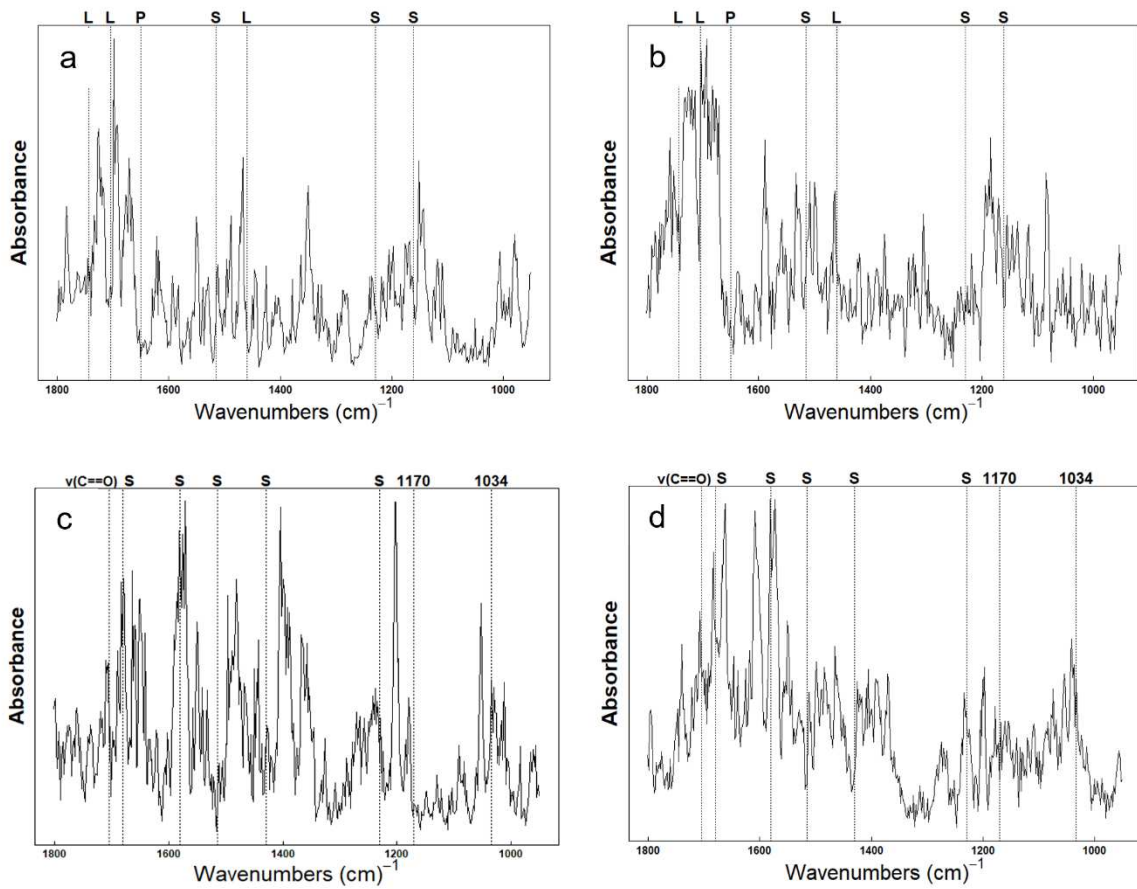 L L P S L S S
a
Absorbance
1800 1600 1400 1200 1000
Wavenumbers (cm)⁻¹
L L P S L S S
b
Absorbance
1800 1600 1400 1200 1000
Wavenumbers (cm)⁻¹
v(C==O) S S S S S 1170 1034
c
Absorbance
1800 1600 1400 1200 1000
Wavenumbers (cm)⁻¹
v(C==O) S S S S S 1170 1034
d
Absorbance
1800 1600 1400 1200 1000
Wavenumbers (cm)⁻¹